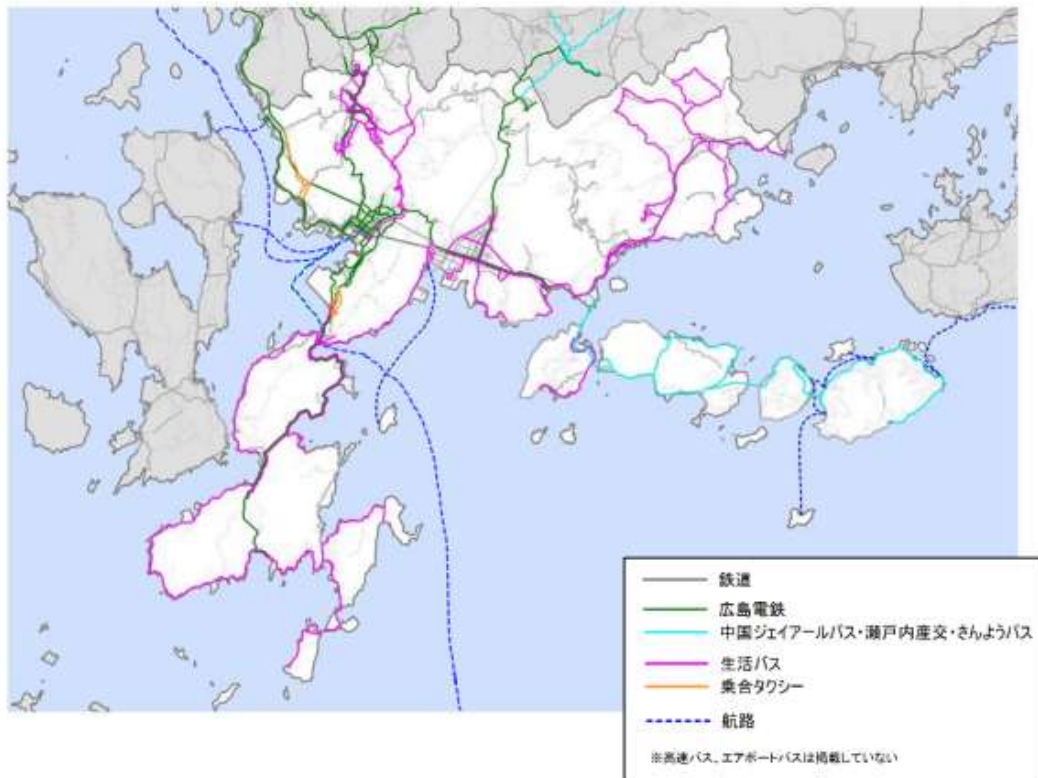 鉄道
広島電鉄
中国ジェイアールバス・瀬戸内産交・さんようバス
生活バス
乗合タクシー
航路
※高速バス、エアポートバスは掲載していない